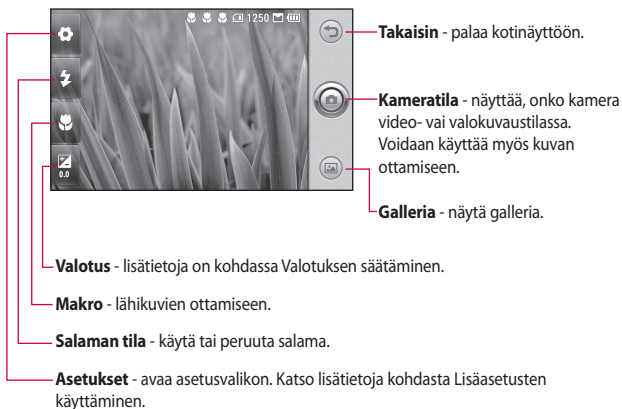 1250
0.0
Takaisin - palaa kotinäyttöön.
Kameratila - näyttää, onko kamera
video- vai valokuvaustilassa.
Voidaan käyttää myös kuvan
ottamiseen.
Galleria - näytä galleria.
Valotus - lisätietoja on kohdassa Valotuksen säätäminen.
Makro - lähikuvien ottamiseen.
Salaman tila - käytä tai peruuta salama.
Asetukset - avaa asetusvalikon. Katso lisätietoja kohdasta Lisäasetusten
käyttäminen.